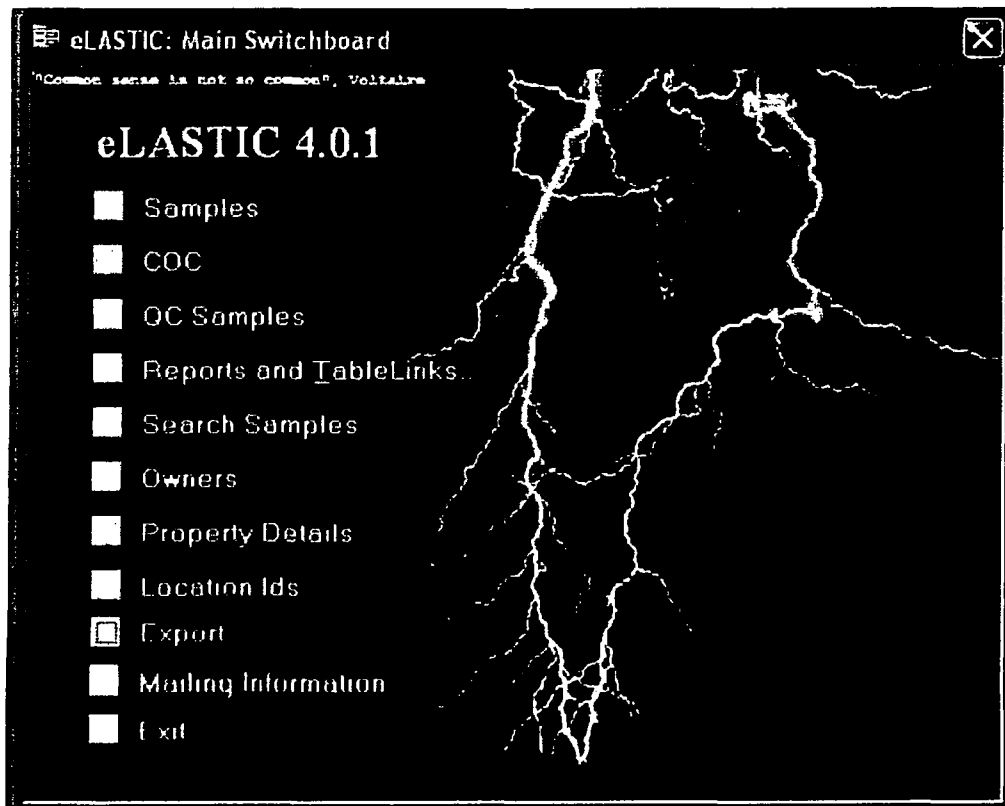 eLASTIC: Main Switchboard
"Common sense is not so common", Voltaire
eLASTIC 4.0.1
Samples
COC
QC Samples
Reports and TableLinks..
Search Samples
Owners
Property Details
Location Ids
Export
Mailing Information
Exit